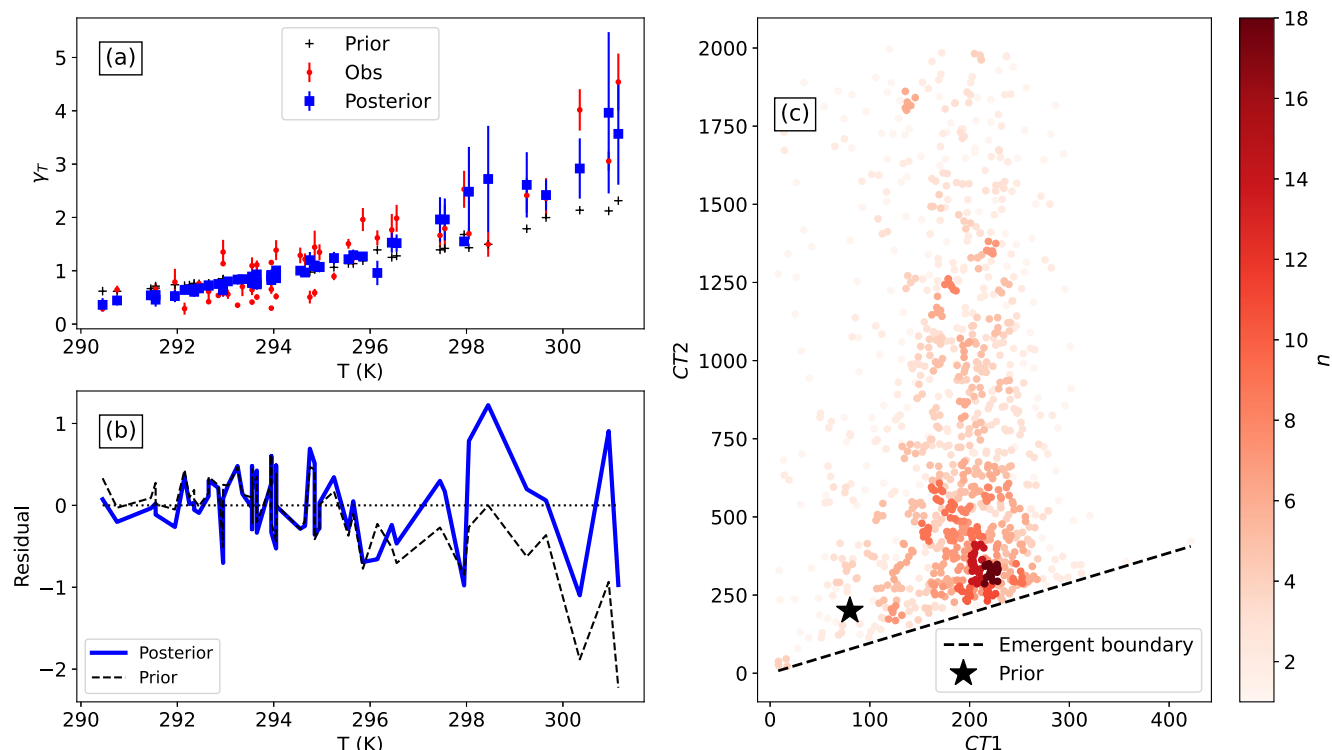 (a)
Prior
Obs
Posterior
γT
5
4
3
2
1
0
290
292
294
296
298
300
T (K)
(b)
Residual
1
0
−1
−2
Posterior
Prior
290
292
294
296
298
300
T (K)
(c)
CT2
2000
1750
1500
1250
1000
750
500
250
0
Emergent boundary
Prior
0
100
200
300
400
CT1
18
16
14
12
10
8
6
4
2
n